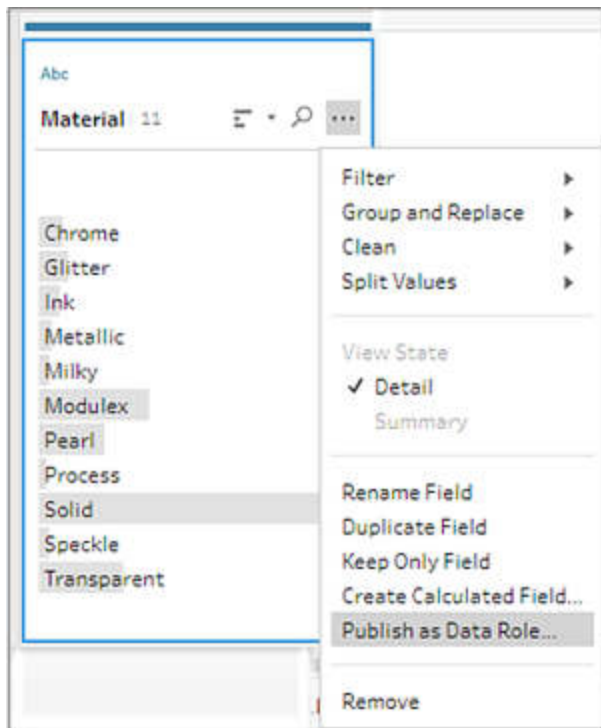 Abc
Material 11
Chrome
Glitter
Ink
Metallic
Milky
Modulex
Pearl
Process
Solid
Speckle
Transparent
Filter
Group and Replace
Clean
Split Values
View State
Detail
Summary
Rename Field
Duplicate Field
Keep Only Field
Create Calculated Field...
Publish as Data Role...
Remove